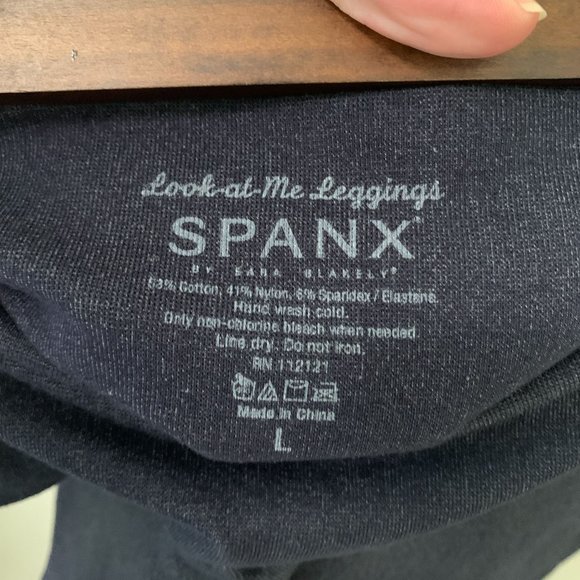 Look-at-Me Leggings
SPANX®
BY SARA BLAKELY®
53% Cotton, 41% Nylon, 6% Spandex / Elastane.
Hand wash cold.
Only non-chlorine bleach when needed.
Line dry. Do not iron.
RN 112121
Made in China
L